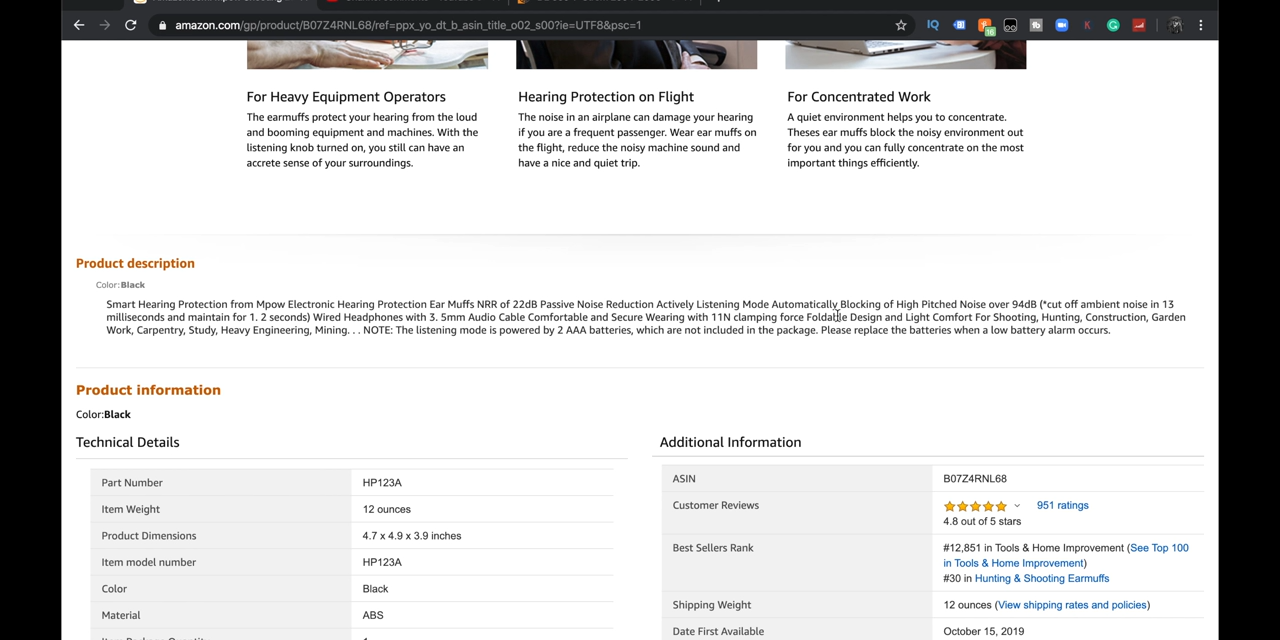 amazon.com/gp/product/B07Z4RNL68/ref=ppx_yo_dt_b_asin_title_o02_s00?ie=UTF8&psc=1
IQ
16
K
For Heavy Equipment Operators
The earmuffs protect your hearing from the loud
and booming equipment and machines. With the
listening knob turned on, you still can have an
accrete sense of your surroundings.
Hearing Protection on Flight
The noise in an airplane can damage your hearing
if you are a frequent passenger. Wear ear muffs on
the flight, reduce the noisy machine sound and
have a nice and quiet trip.
For Concentrated Work
A quiet environment helps you to concentrate.
Theses ear muffs block the noisy environment out
for you and you can fully concentrate on the most
important things efficiently.
Product description
Color:Black
Smart Hearing Protection from Mpow Electronic Hearing Protection Ear Muffs NRR of 22dB Passive Noise Reduction Actively Listening Mode Automatically Blocking of High Pitched Noise over 94dB (*cut off ambient noise in 13
milliseconds and maintain for 1. 2 seconds) Wired Headphones with 3. 5mm Audio Cable Comfortable and Secure Wearing with 11N clamping force Foldable Design and Light Comfort For Shooting, Hunting, Construction, Garden
Work, Carpentry, Study, Heavy Engineering, Mining. . . NOTE: The listening mode is powered by 2 AAA batteries, which are not included in the package. Please replace the batteries when a low battery alarm occurs.
Product information
Color:Black
Technical Details
Part Number HP123A
Item Weight 12 ounces
Product Dimensions 4.7 x 4.9 x 3.9 inches
Item model number HP123A
Color Black
Material ABS
Additional Information
ASIN B07Z4RNL68
Customer Reviews 951 ratings
4.8 out of 5 stars
Best Sellers Rank #12,851 in Tools & Home Improvement (See Top 100
in Tools & Home Improvement)
#30 in Hunting & Shooting Earmuffs
Shipping Weight 12 ounces (View shipping rates and policies)
Date First Available October 15, 2019